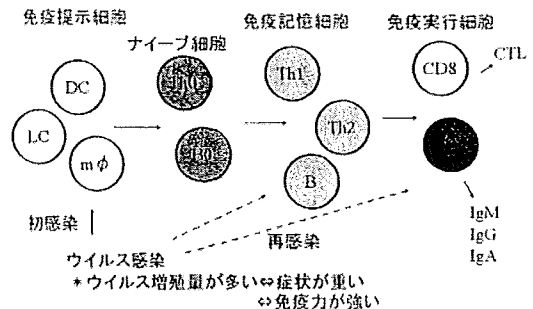 免疫提示細胞
ナイーブ細胞
免疫記憶細胞
免疫実行細胞
DC
LC
mφ
Th0
B0
Th1
Th2
B
CD8
CTL
IgM
IgG
IgA
初感染
再感染
ウイルス感染
*ウイルス増殖量が多い⇔症状が重い
⇔免疫力が強い